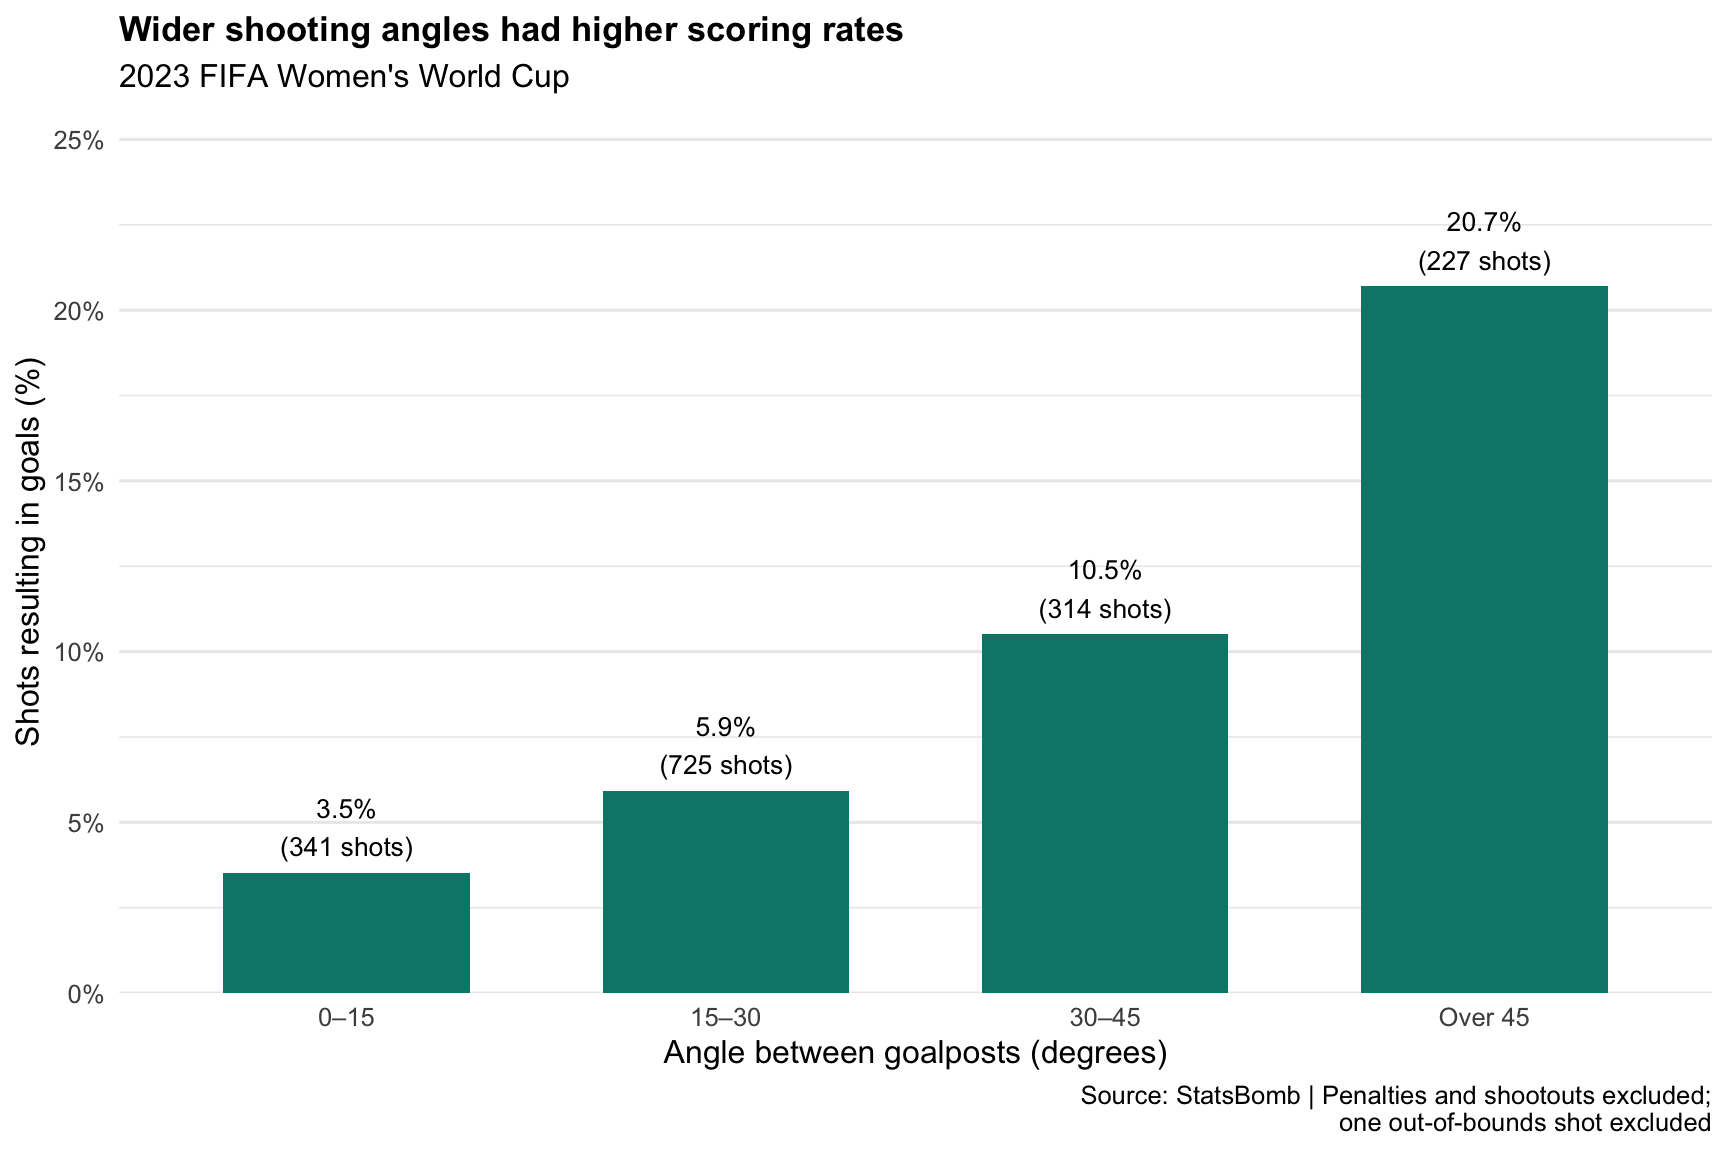 Wider shooting angles had higher scoring rates
2023 FIFA Women's World Cup
Shots resulting in goals (%)
25%
20%
15%
10%
5%
0%
3.5%
(341 shots)
5.9%
(725 shots)
10.5%
(314 shots)
20.7%
(227 shots)
0–15
15–30
30–45
Over 45
Angle between goalposts (degrees)
Source: StatsBomb | Penalties and shootouts excluded;
one out-of-bounds shot excluded